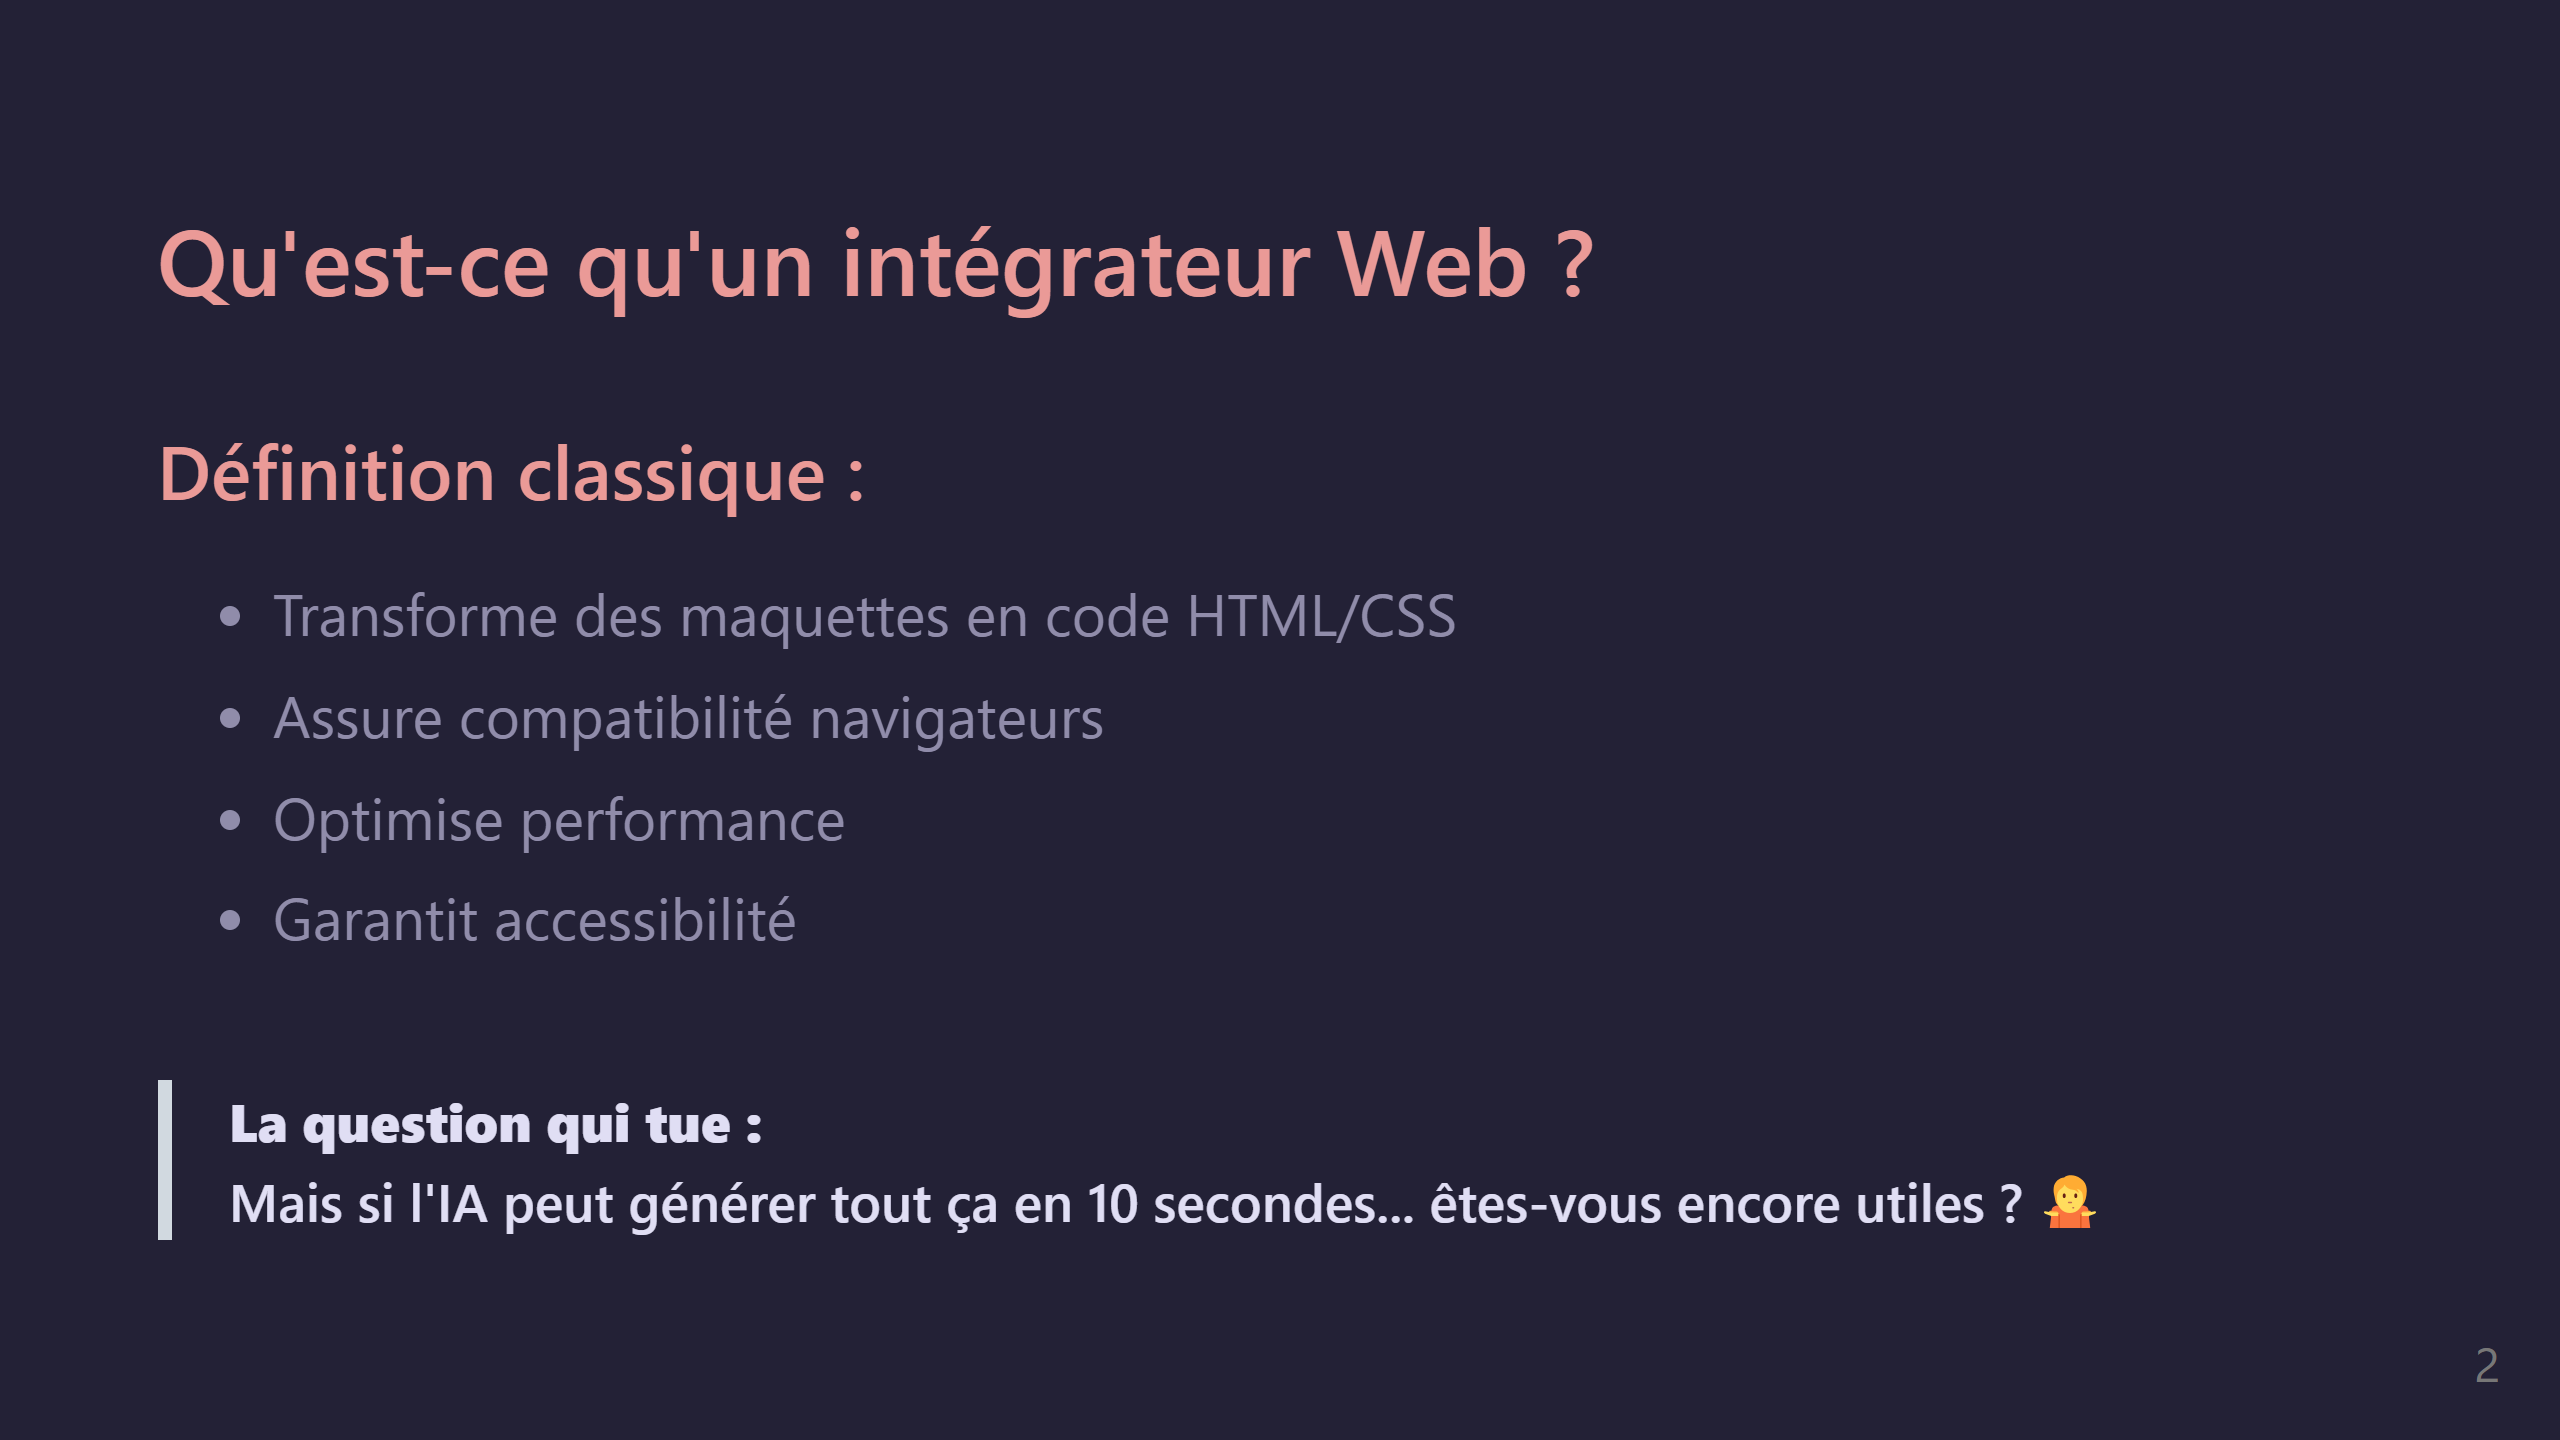 Qu'est-ce qu'un intégrateur Web ?
Définition classique :
• Transforme des maquettes en code HTML/CSS
• Assure compatibilité navigateurs
• Optimise performance
• Garantit accessibilité
La question qui tue :
Mais si l'IA peut générer tout ça en 10 secondes... êtes-vous encore utiles ? 🤷
2